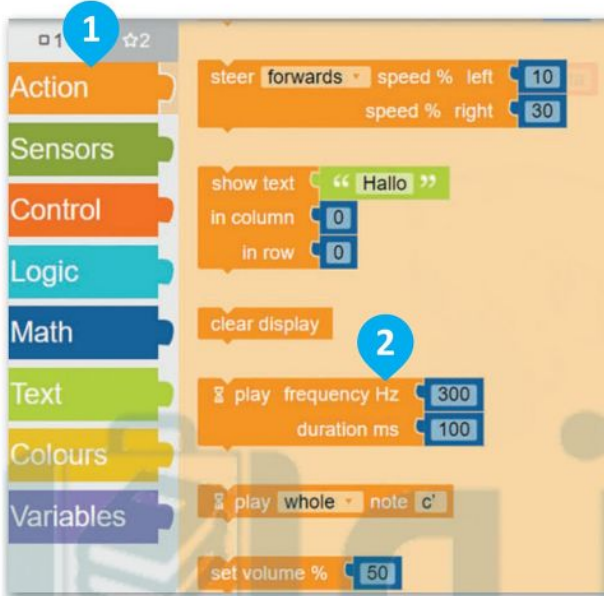 1
1 2
Action
Sensors
Control
Logic
Math
Text
Colours
Variables
steer forwards speed % left 10
speed % right 30
show text “ Hallo ”
in column 0
in row 0
clear display
2
play frequency Hz 300
duration ms 100
play whole note c'
set volume % 50